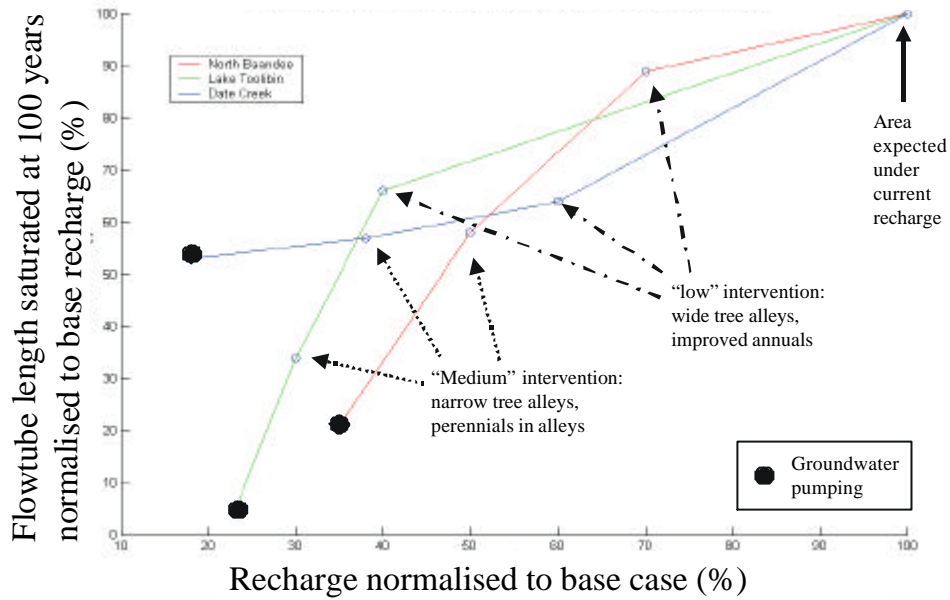 Flowtube length saturated at 100 years
normalised to base recharge (%)
100
90
80
70
60
50
40
30
20
10
0
North Baandee
Lake Toolibin
Date Creek
Area
expected
under
current
recharge
"low" intervention:
wide tree alleys,
improved annuals
"Medium" intervention:
narrow tree alleys,
perennials in alleys
Groundwater
pumping
10 20 30 40 50 60 70 80 90 100
Recharge normalised to base case (%)